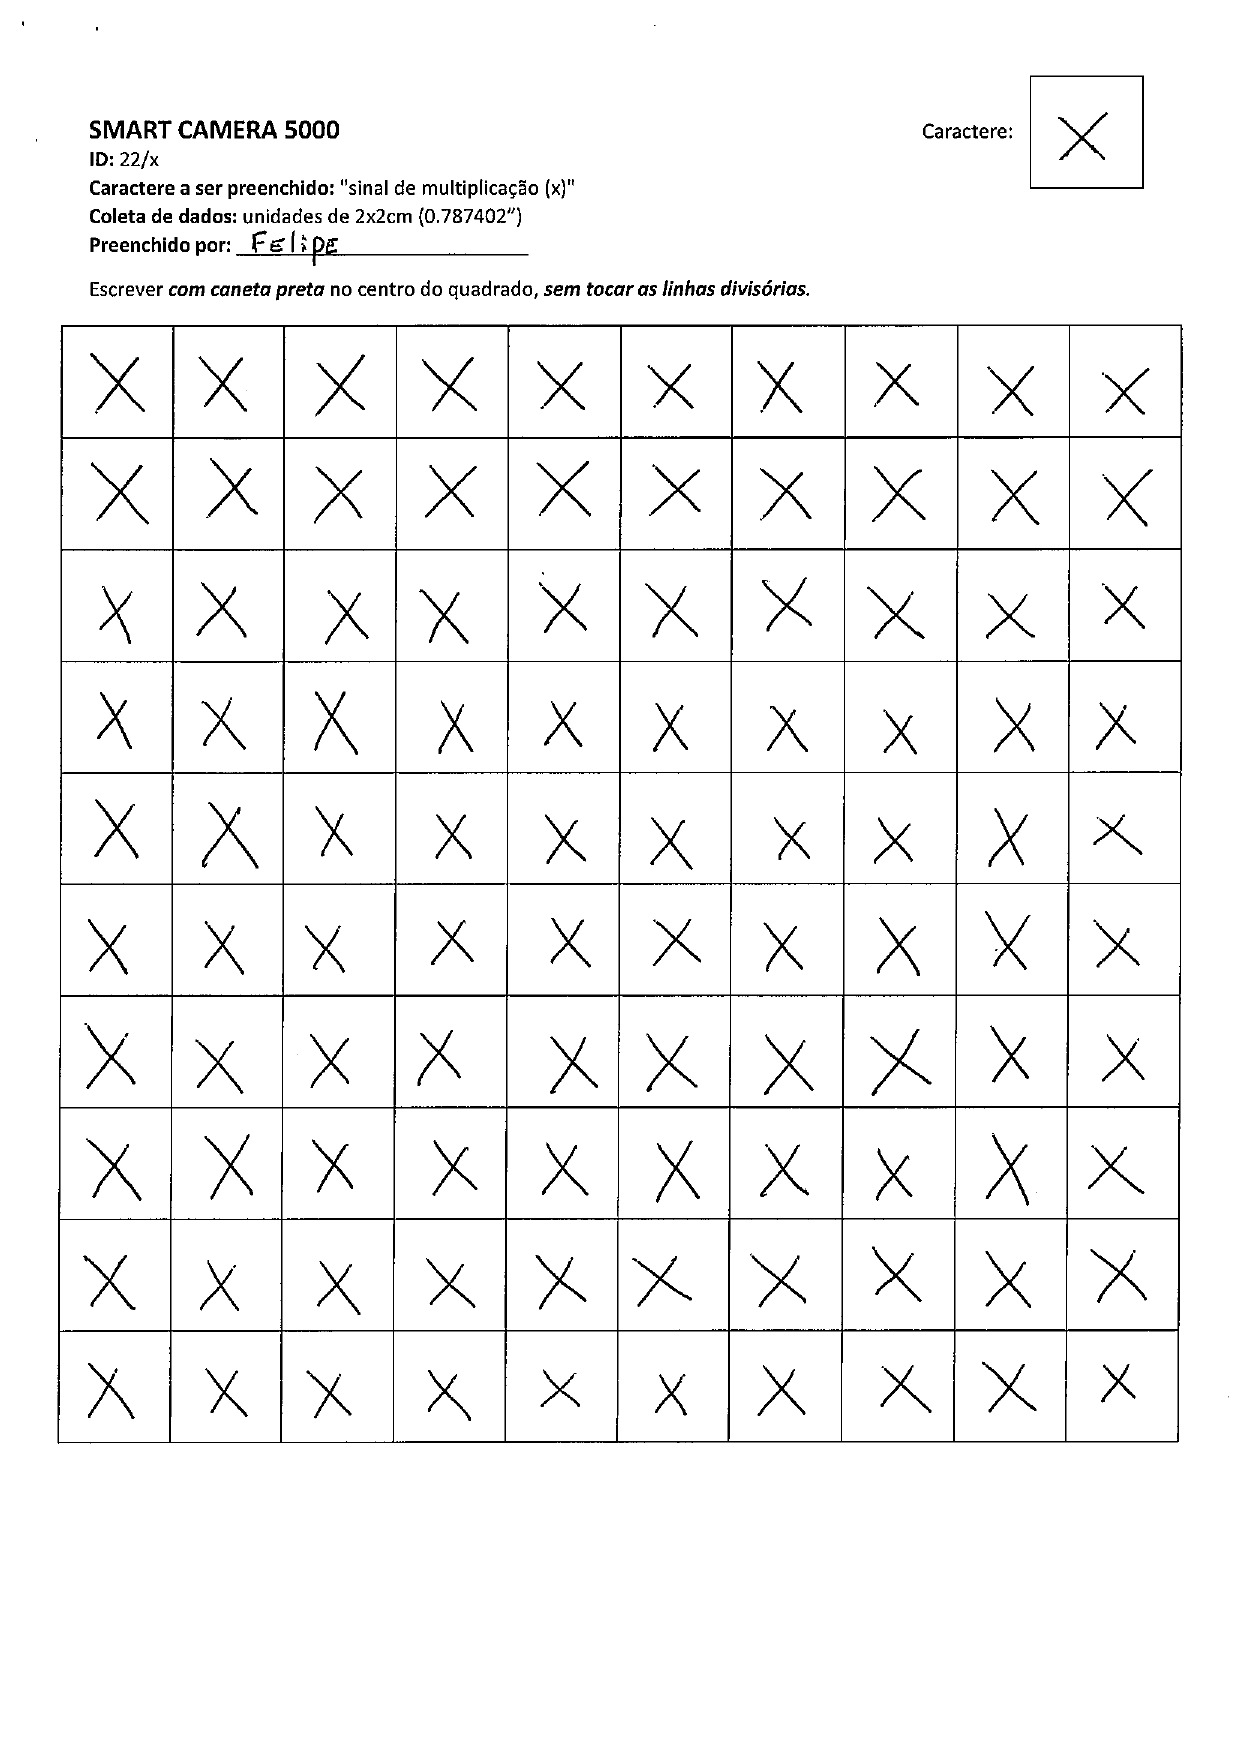 SMART CAMERA 5000
Caractere: X
ID: 22/x
Caractere a ser preenchido: "sinal de multiplicação (x)"
Coleta de dados: unidades de 2x2cm (0.787402”)
Preenchido por: Felipe
Escrever com caneta preta no centro do quadrado, sem tocar as linhas divisórias.
X X X X X X X X X X
X X X X X X X X X X
X X X X X X X X X X
X X X X X X X X X X
X X X X X X X X X X
X X X X X X X X X X
X X X X X X X X X X
X X X X X X X X X X
X X X X X X X X X X
X X X X X X X X X X